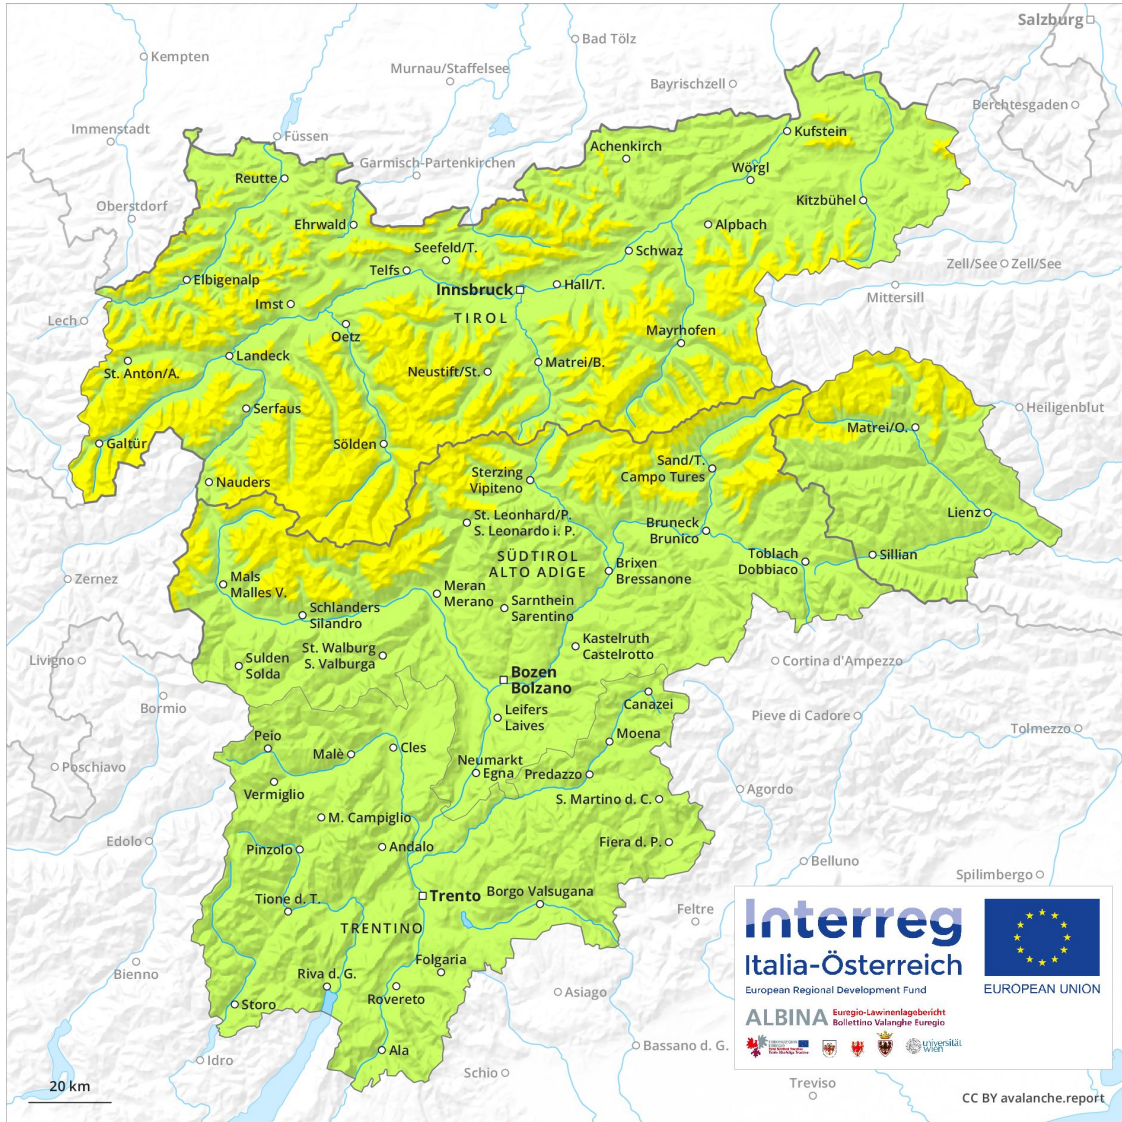 Salzburg
Bad Tölz
Kempten
Murnau/Staffelsee
Bayrischzell
Berchtesgaden
Immenstadt
Füssen
Kufstein
Achenkirch
Garmisch-Partenkirchen
Wörgl
Reutte
Kitzbühel
Oberstdorf
Ehrwald
Alpbach
Seefeld/T.
Schwaz
Telfs
Zell/See
Zell/See
Elbigenalp
Hall/T.
Innsbruck
Mittersill
Imst
TIROL
Lech
Mayrhofen
Oetz
Landeck
Matrei/B.
St. Anton/A.
Neustift/St.
Serfaus
Heiligenblut
Matrei/O.
Galtür
Sölden
Sand/T.
Campo Tures
Sterzing
Vipiteno
Nauders
Lienz
St. Leonhard/P.
S. Leonardo i. P.
Bruneck
Brunico
SÜDTIROL
ALTO ADIGE
Toblach
Dobbiaco
Sillian
Brixen
Bressanone
Zernez
Mals
Malles V.
Meran
Merano
Sarnthein
Sarentino
Schlanders
Silandro
Kastelruth
Castelrotto
St. Walburg
S. Valburga
Livigno
Sulden
Solda
Cortina d'Ampezzo
Bozen
Bolzano
Bormio
Canazei
Leifers
Laives
Pieve di Cadore
Tolmezzo
Peio
Moena
Malè
Cles
Poschiavo
Neumarkt
Egna
Predazzo
Vermiglio
Agordo
S. Martino d. C.
M. Campiglio
Edolo
Pinzolo
Andalo
Fiera d. P.
Belluno
Spilimbergo
Tione d. T.
Trento
Borgo Valsugana
Feltre
TRENTINO
Interreg
Italia-Österreich
European Regional Development Fund
EUROPEAN UNION
Bienno
Folgaria
Riva d. G.
Rovereto
Asiago
Storo
ALBINA
Euregio-Lawinenlagebericht
Bollettino Valanghe Euregio
universität
wien
Ala
Bassano d. G.
Idro
Schio
Treviso
20 km
CC BY avalanche.report